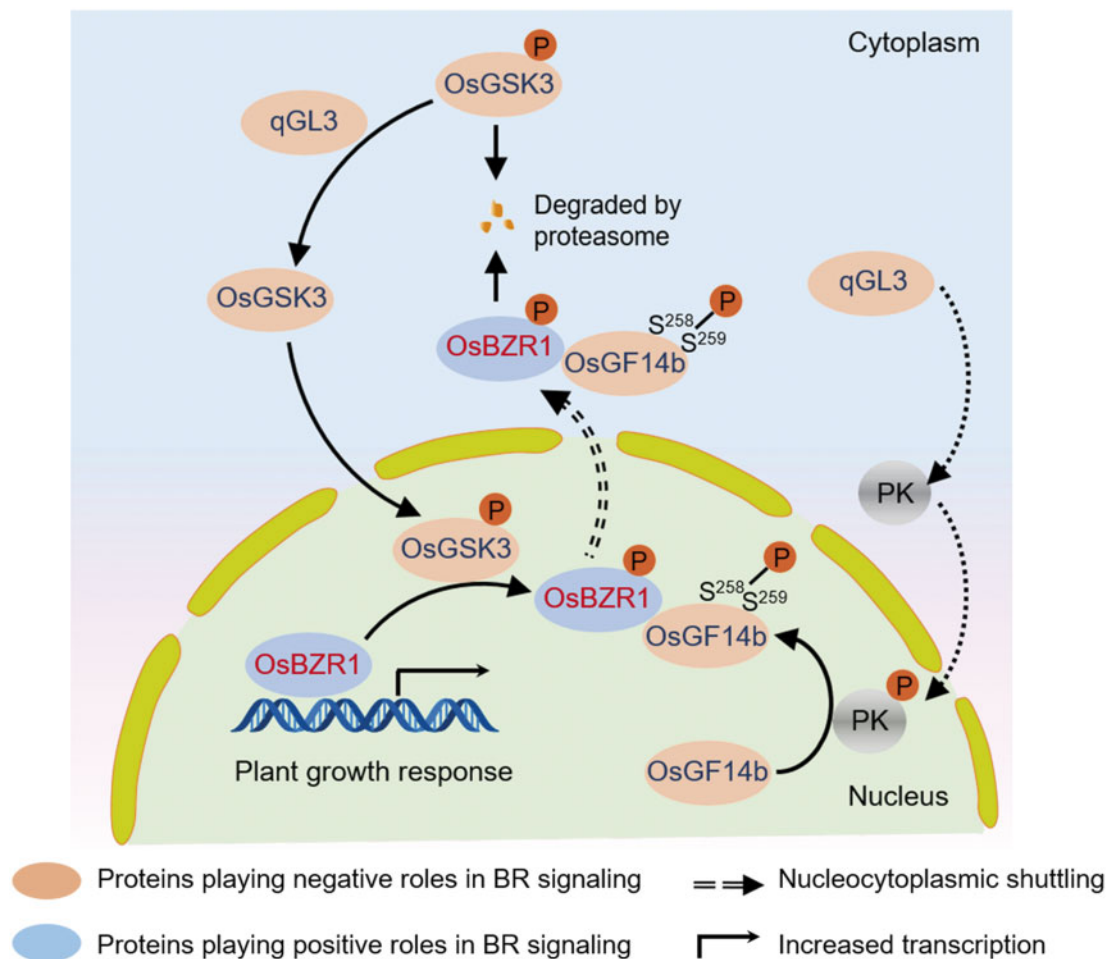 Cytoplasm
P
OsGSK3
qGL3
Degraded by
proteasome
OsGSK3
qGL3
P
S258
P
S259
OsBZR1
OsGF14b
PK
P
OsGSK3
P
OsBZR1
P
S258
S259
OsGF14b
OsBZR1
P
PK
OsGF14b
Plant growth response
Nucleus
Proteins playing negative roles in BR signaling
Nucleocytoplasmic shuttling
Proteins playing positive roles in BR signaling
Increased transcription